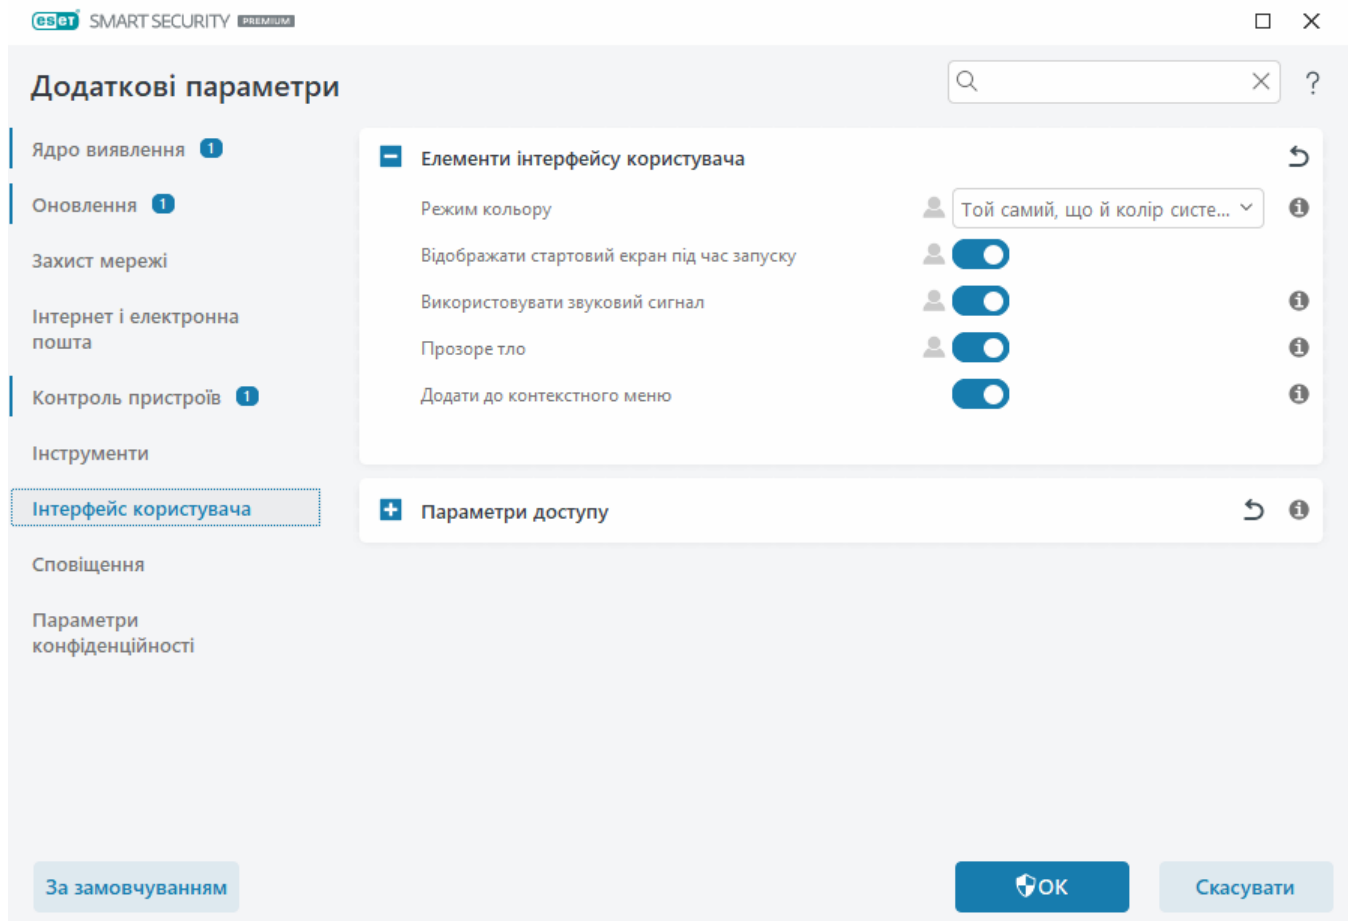 eset SMART SECURITY PREMIUM
Додаткові параметри
?
Ядро виявлення 1
Оновлення 1
Захист мережі
Інтернет і електронна
пошта
Контроль пристроїв 1
Інструменти
Інтерфейс користувача
Сповіщення
Параметри
конфіденційності
Елементи інтерфейсу користувача
Режим кольору Той самий, що й колір систе...
Відображати стартовий екран під час запуску
Використовувати звуковий сигнал
Прозоре тло
Додати до контекстного меню
Параметри доступу
За замовчуванням
ОК
Скасувати